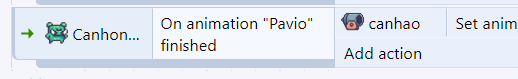 Canhon...
On animation "Pavio"
finished
canhao
Set anim
Add action